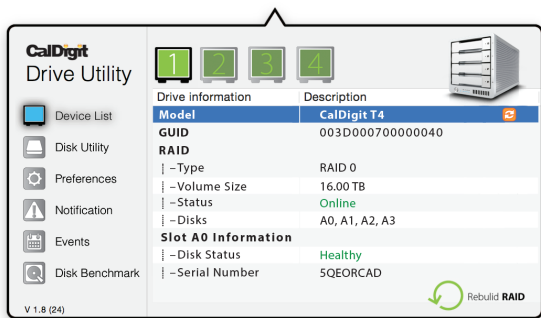 CalDigit
Drive Utility
1 2 3 4
Drive information Description
Model CalDigit T4
GUID 003D000700000040
RAID
–Type RAID 0
–Volume Size 16.00 TB
–Status Online
–Disks A0, A1, A2, A3
Slot A0 Information
–Disk Status Healthy
–Serial Number 5QEORCAD
Device List
Disk Utility
Preferences
Notification
Events
Disk Benchmark
V 1.8 (24)
Rebulid RAID